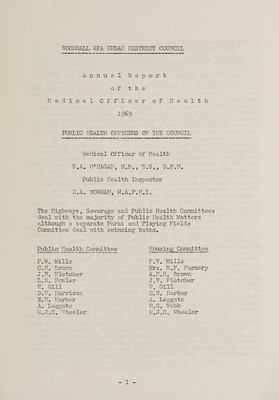 WOODHALL SPA URBAN DISTRICT COUNCIL
Annual Report
of the
Medical Officer of Health
1969
PUBLIC HEALTH OFFICERS OF THE COUNCIL
Medical Officer of Health
S.A. O'HAGAN, M.B., B.S., D.P.H.
Public Health Inspector
D.A. NORMAN, M.A.P.H.I.
The Highways, Sewerage and Public Health Committees
deal with the majority of Public Health Matters
although a separate Parks and Playing Fields
Committee deal with swimming baths.
Public Health Committee Housing Committee
F.W. Mills F.W. Mills
C.H. Brown Mrs. M.F. Parmery
J.W. Fletcher A.E.H. Brown
L.D. Fowler J.W. Fletcher
W. Gill W. Gill
D.W. Harrison E.W. Harber
E.W. Harber A. Leggate
A. Leggate R.G. Webb
M.J.C. Wheeler M.J.C. Wheeler
- 1 -